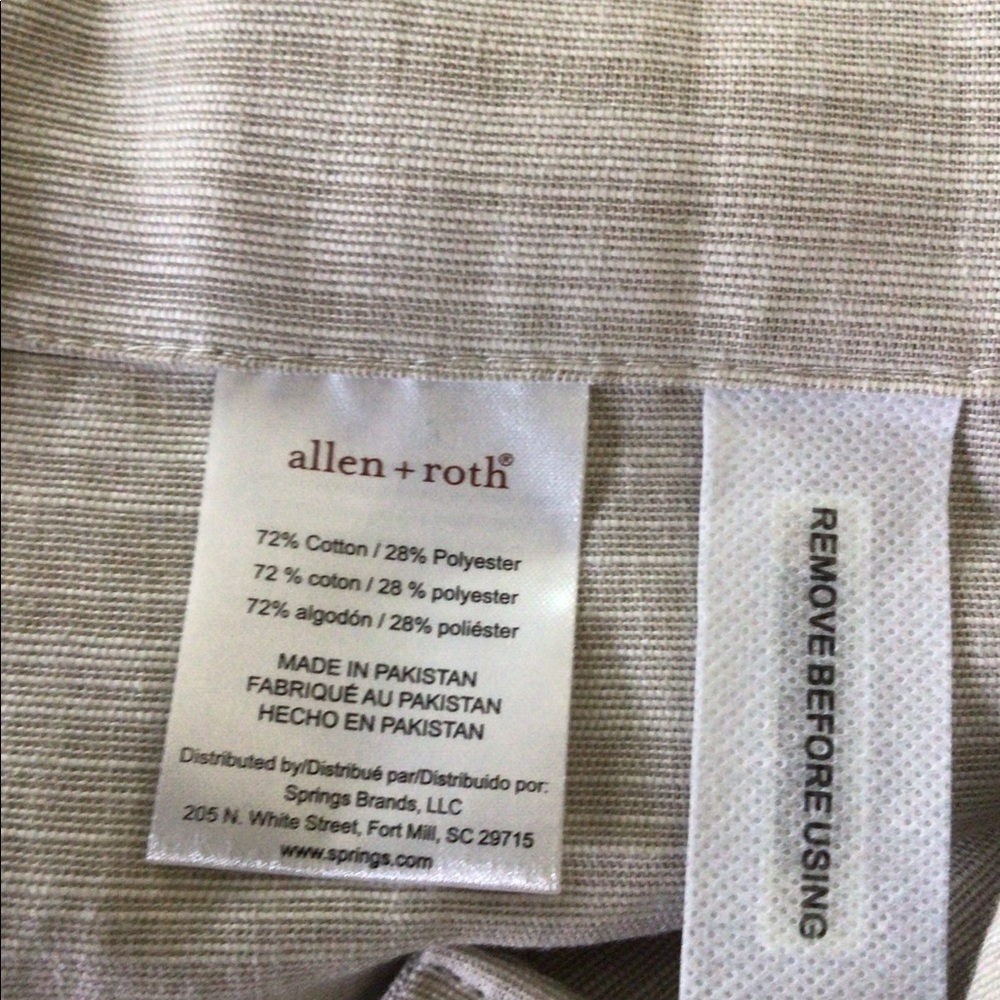 allen + roth®
72% Cotton / 28% Polyester
72 % coton / 28 % polyester
72% algodón / 28% poliéster
MADE IN PAKISTAN
FABRIQUÉ AU PAKISTAN
HECHO EN PAKISTAN
Distributed by/Distribué par/Distribuido por:
Springs Brands, LLC
205 N. White Street, Fort Mill, SC 29715
www.springs.com
REMOVE BEFORE USING